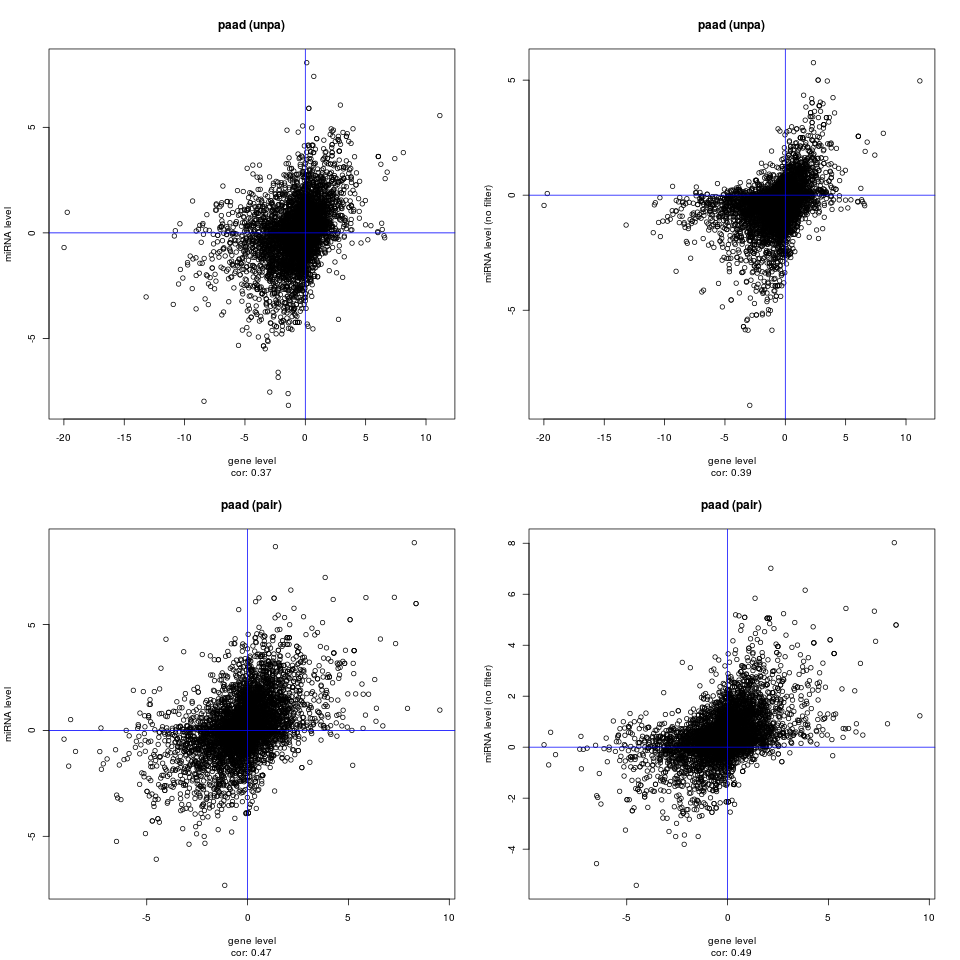 paad (unpa)
miRNA level
5
0
-5
-20 -15 -10 -5 0 5 10
gene level
cor: 0.37
paad (unpa)
miRNA level (no filter)
5
0
-5
-20 -15 -10 -5 0 5 10
gene level
cor: 0.39
paad (pair)
miRNA level
5
0
-5
-5 0 5 10
gene level
cor: 0.47
paad (pair)
miRNA level (no filter)
8
6
4
2
0
-2
-4
-5 0 5 10
gene level
cor: 0.49